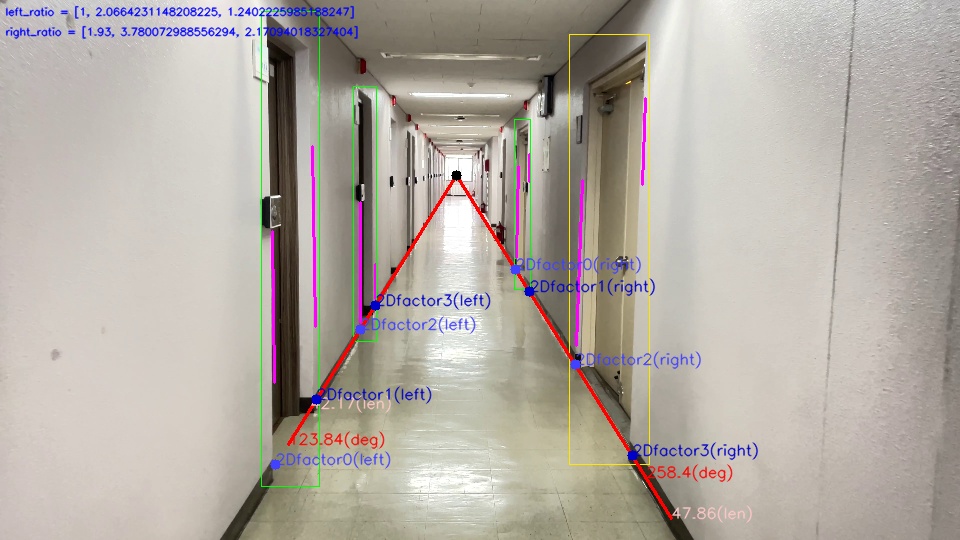 left_ratio = [1, 2.0664231148208225, 1.2402225985188247]
right_ratio = [1.93, 3.780072988556294, 2.17094018327404]
2Dfactor0(right)
2Dfactor1(right)
2Dfactor3(left)
2Dfactor2(left)
2Dfactor2(right)
2Dfactor1(left)
2.17(len)
123.84(deg)
2Dfactor3(right)
2Dfactor0(left)
258.4(deg)
47.86(len)